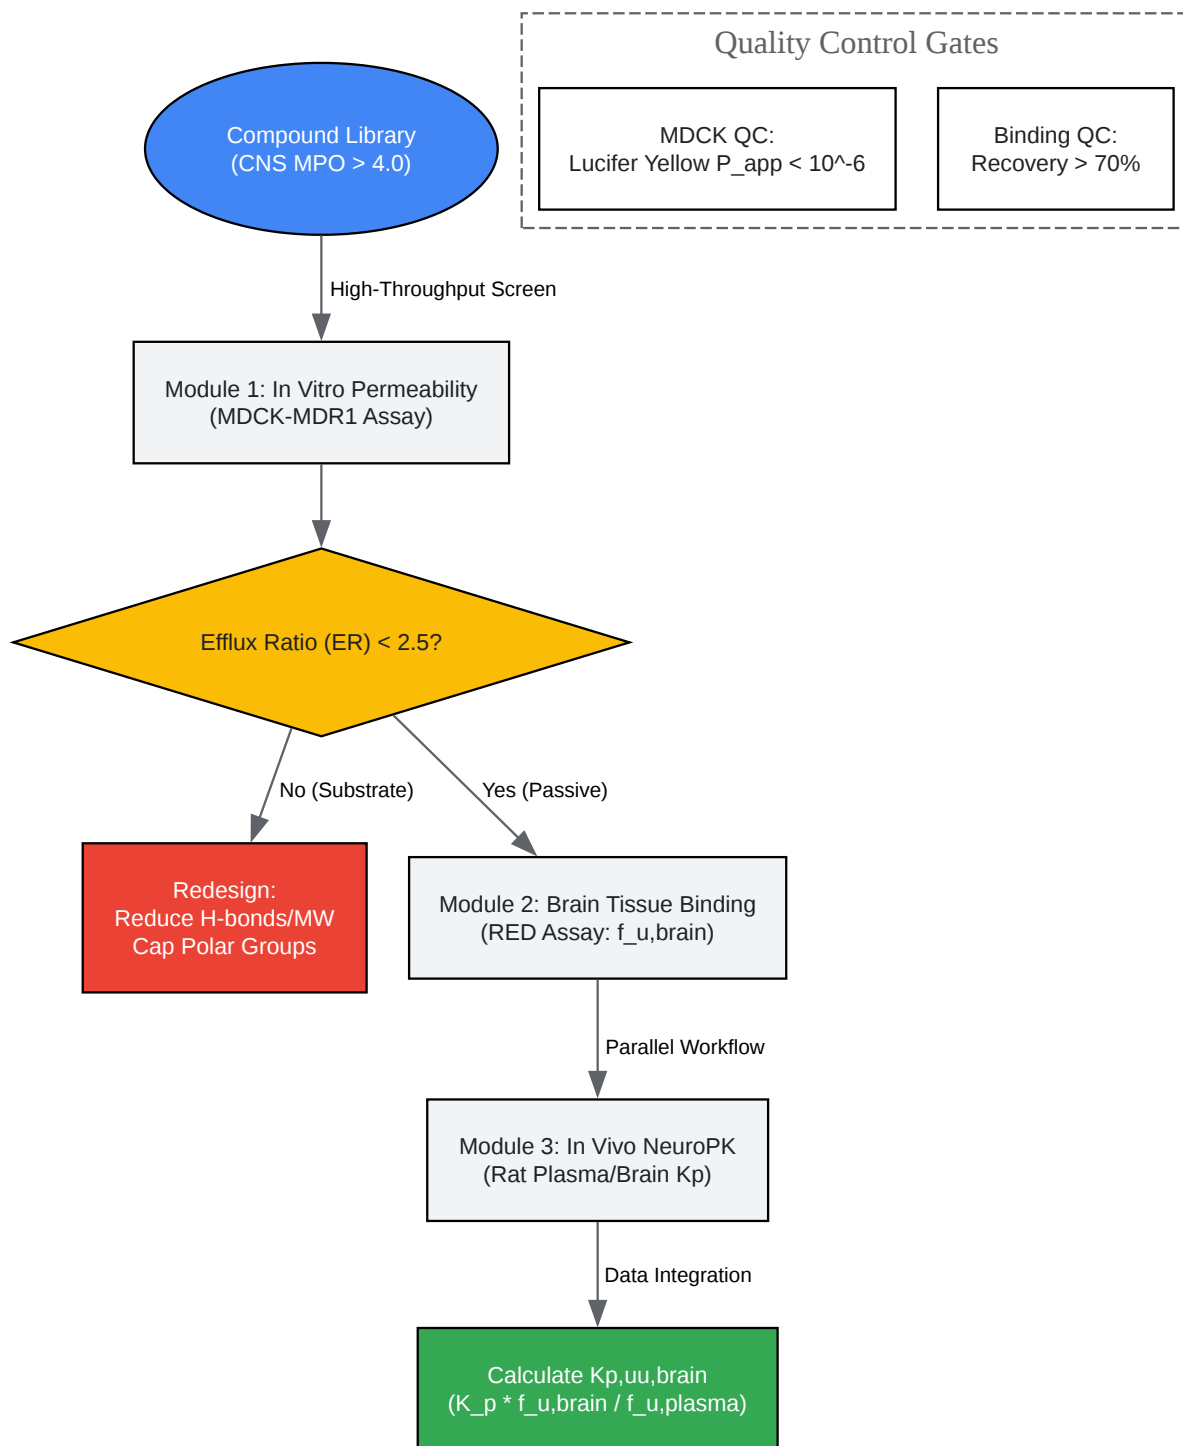 Quality Control Gates
Compound Library
(CNS MPO > 4.0)
MDCK QC:
Lucifer Yellow P_app < 10^-6
Binding QC:
Recovery > 70%
High-Throughput Screen
Module 1: In Vitro Permeability
(MDCK-MDR1 Assay)
Efflux Ratio (ER) < 2.5?
No (Substrate)
Yes (Passive)
Redesign:
Reduce H-bonds/MW
Cap Polar Groups
Module 2: Brain Tissue Binding
(RED Assay: f_u,brain)
Parallel Workflow
Module 3: In Vivo NeuroPK
(Rat Plasma/Brain Kp)
Data Integration
Calculate Kp,uu,brain
(K_p * f_u,brain / f_u,plasma)